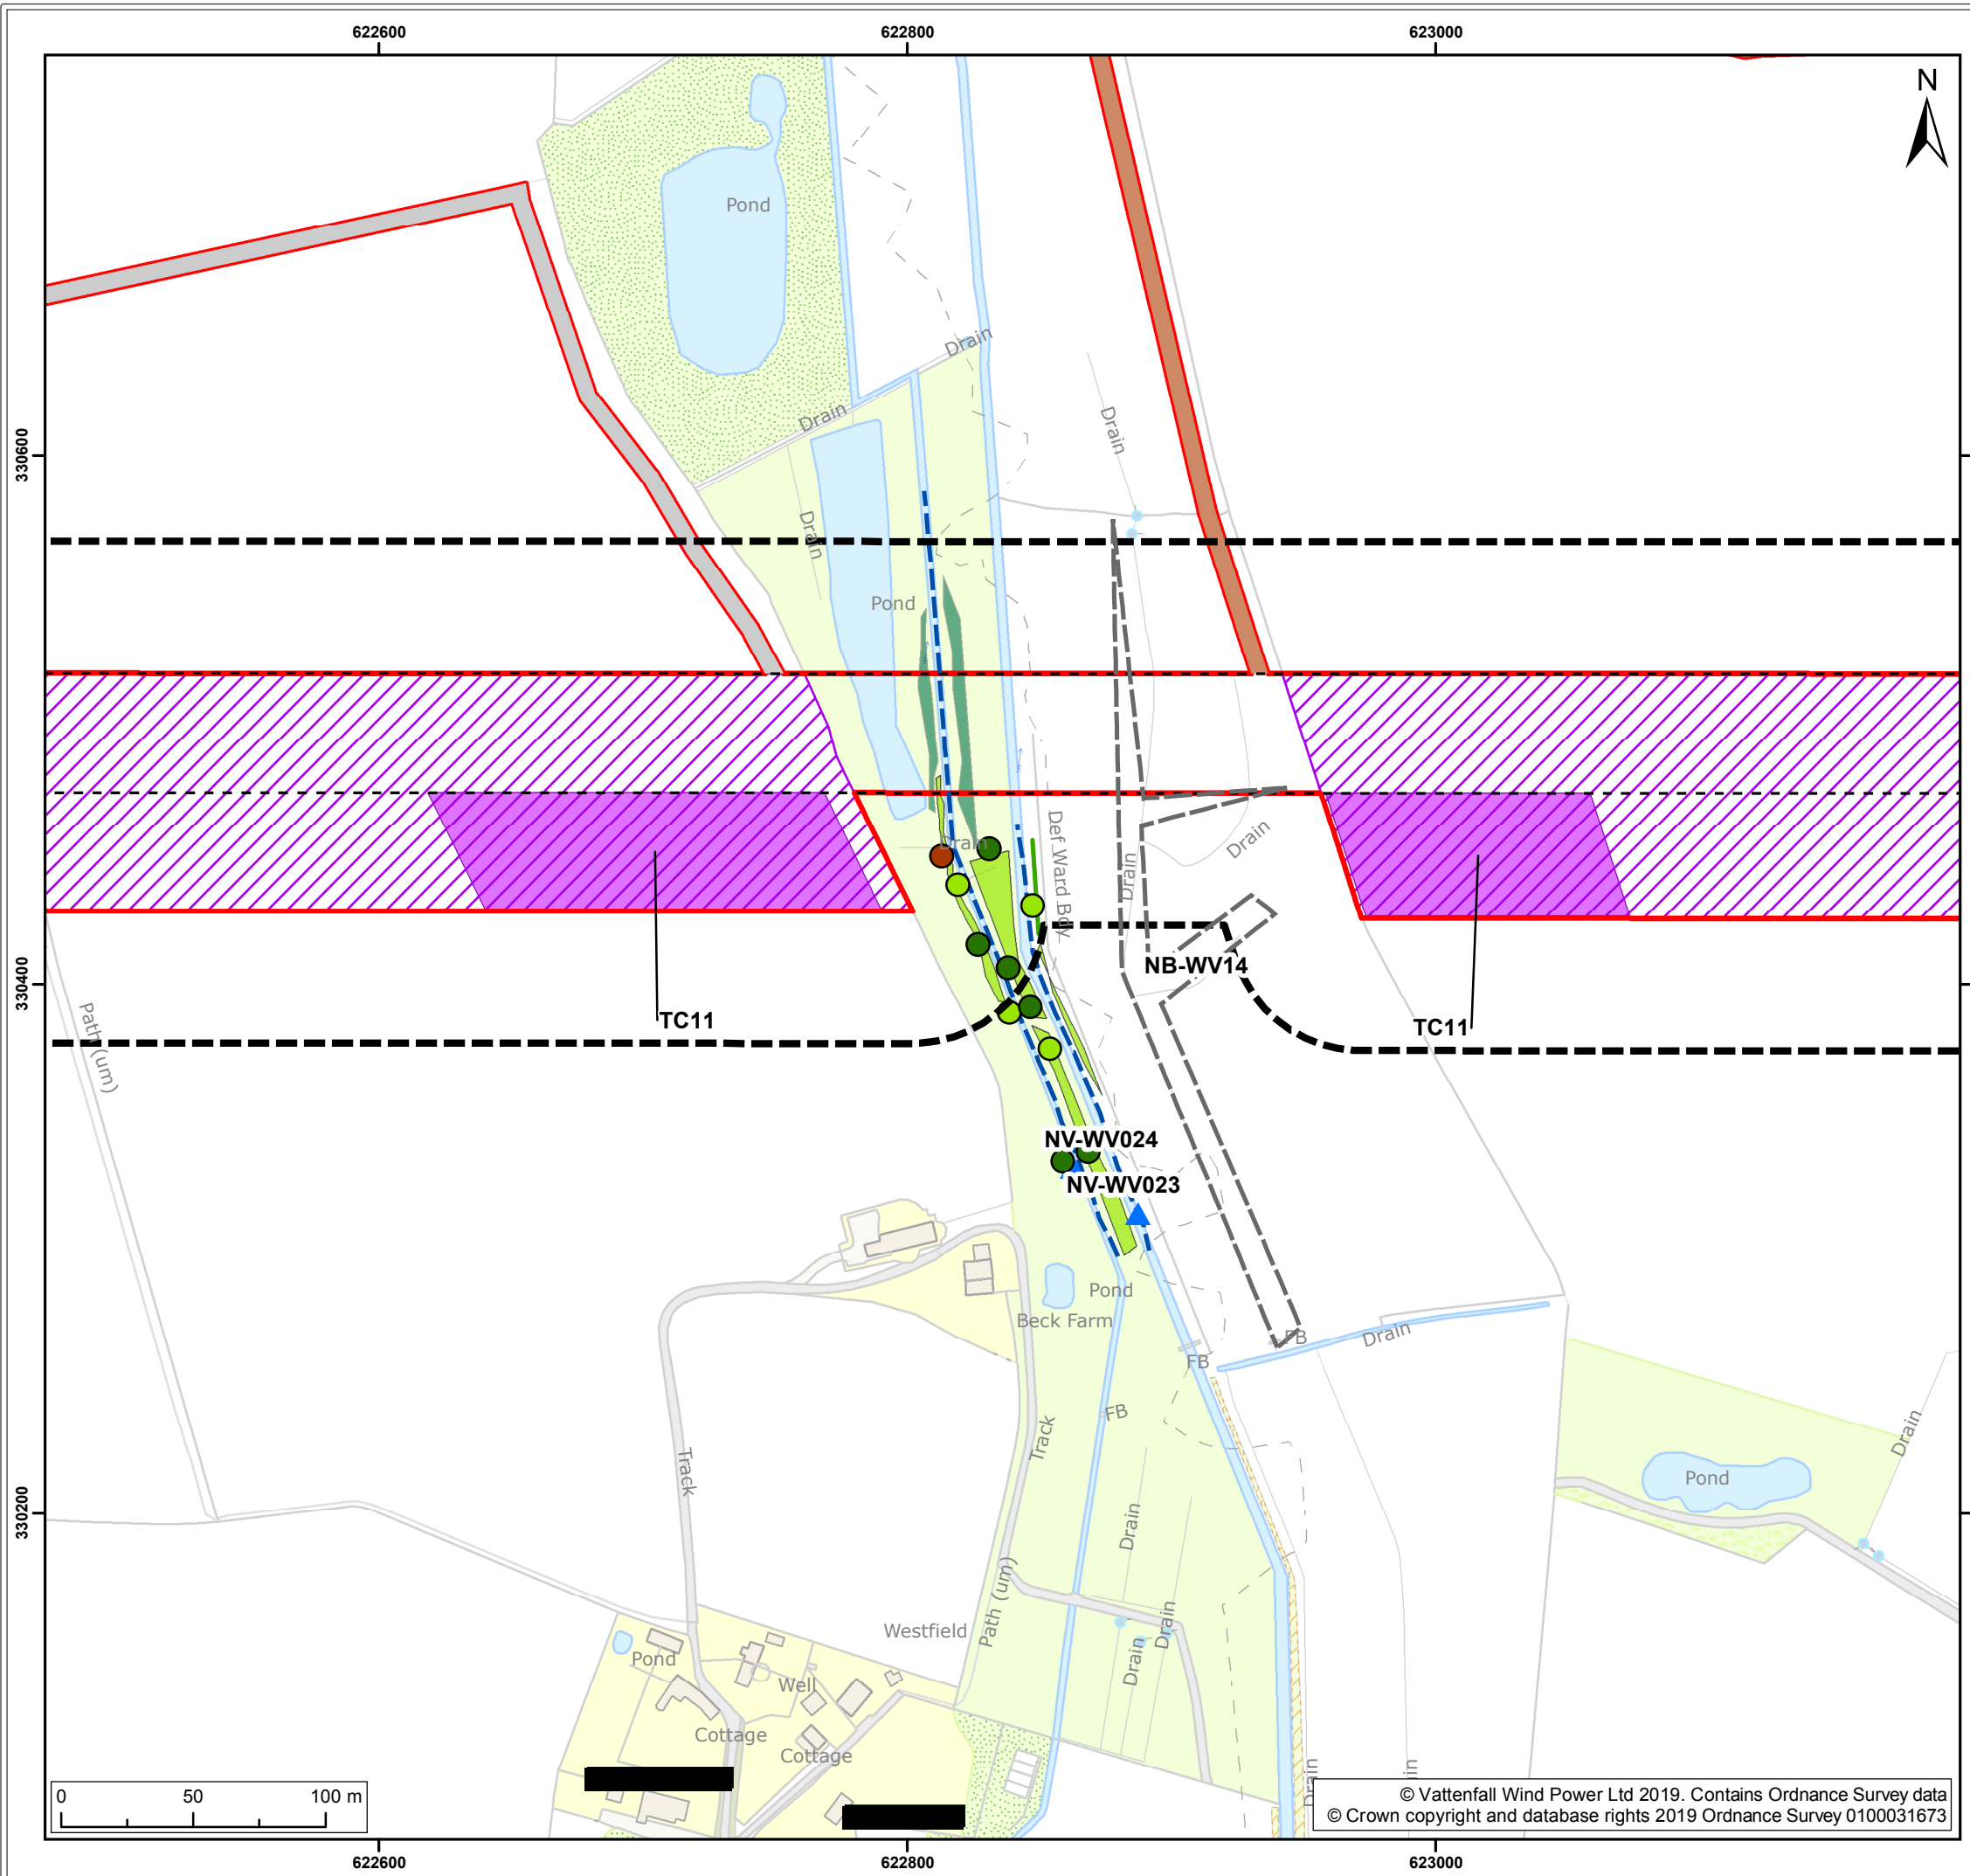 622600
622800
623000
N
Pond
Drain
Drain
Drain
330600
Drain
Pond
Drain
Def Ward Bdy
Drain
Drain
NB-WV14
330400
TC11
TC11
Path (um)
NV-WV024
NV-WV023
Pond
Beck Farm
FB
Drain
FB
FB
Track
Track
Drain
Pond
330200
Drain
Path (um)
Drain
Westfield
Drain
Pond
Well
Cottage
Cottage
Drain
0 50 100 m
© Vattenfall Wind Power Ltd 2019. Contains Ordnance Survey data
© Crown copyright and database rights 2019 Ordnance Survey 0100031673
622600
622800
623000